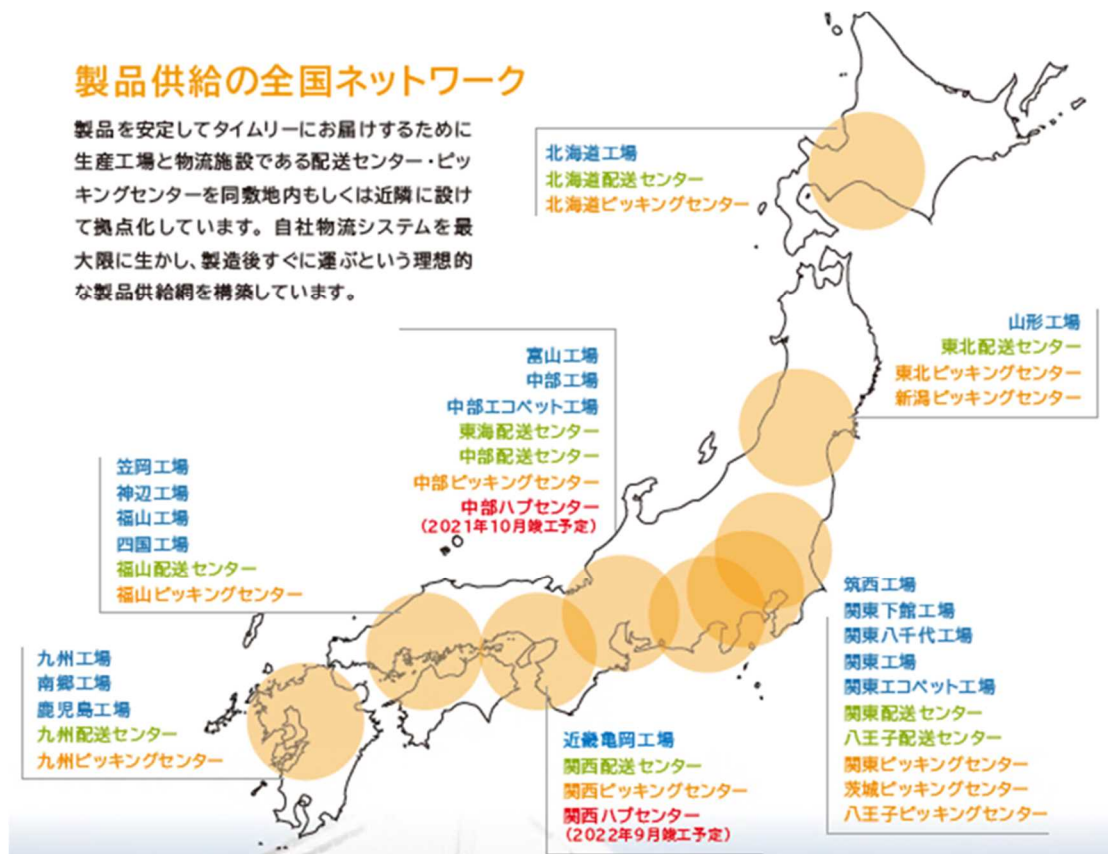 製品供給の全国ネットワーク
製品を安定してタイムリーにお届けするために
生産工場と物流施設である配送センター・ピッ
キングセンターを同敷地内もしくは近隣に設け
て拠点化しています。自社物流システムを最
大限に生かし、製造後すぐに運ぶという理想的
な製品供給網を構築しています。
北海道工場
北海道配送センター
北海道ピッキングセンター
山形工場
東北配送センター
東北ピッキングセンター
新潟ピッキングセンター
富山工場
中部工場
中部エコペット工場
東海配送センター
中部配送センター
中部ピッキングセンター
中部ハブセンター
（2021年10月竣工予定）
笠岡工場
神辺工場
福山工場
四国工場
福山配送センター
福山ピッキングセンター
筑西工場
関東下館工場
関東八千代工場
関東工場
関東エコペット工場
関東配送センター
八王子配送センター
関東ピッキングセンター
茨城ピッキングセンター
八王子ピッキングセンター
九州工場
南郷工場
鹿児島工場
九州配送センター
九州ピッキングセンター
近畿亀岡工場
関西配送センター
関西ピッキングセンター
関西ハブセンター
（2022年9月竣工予定）